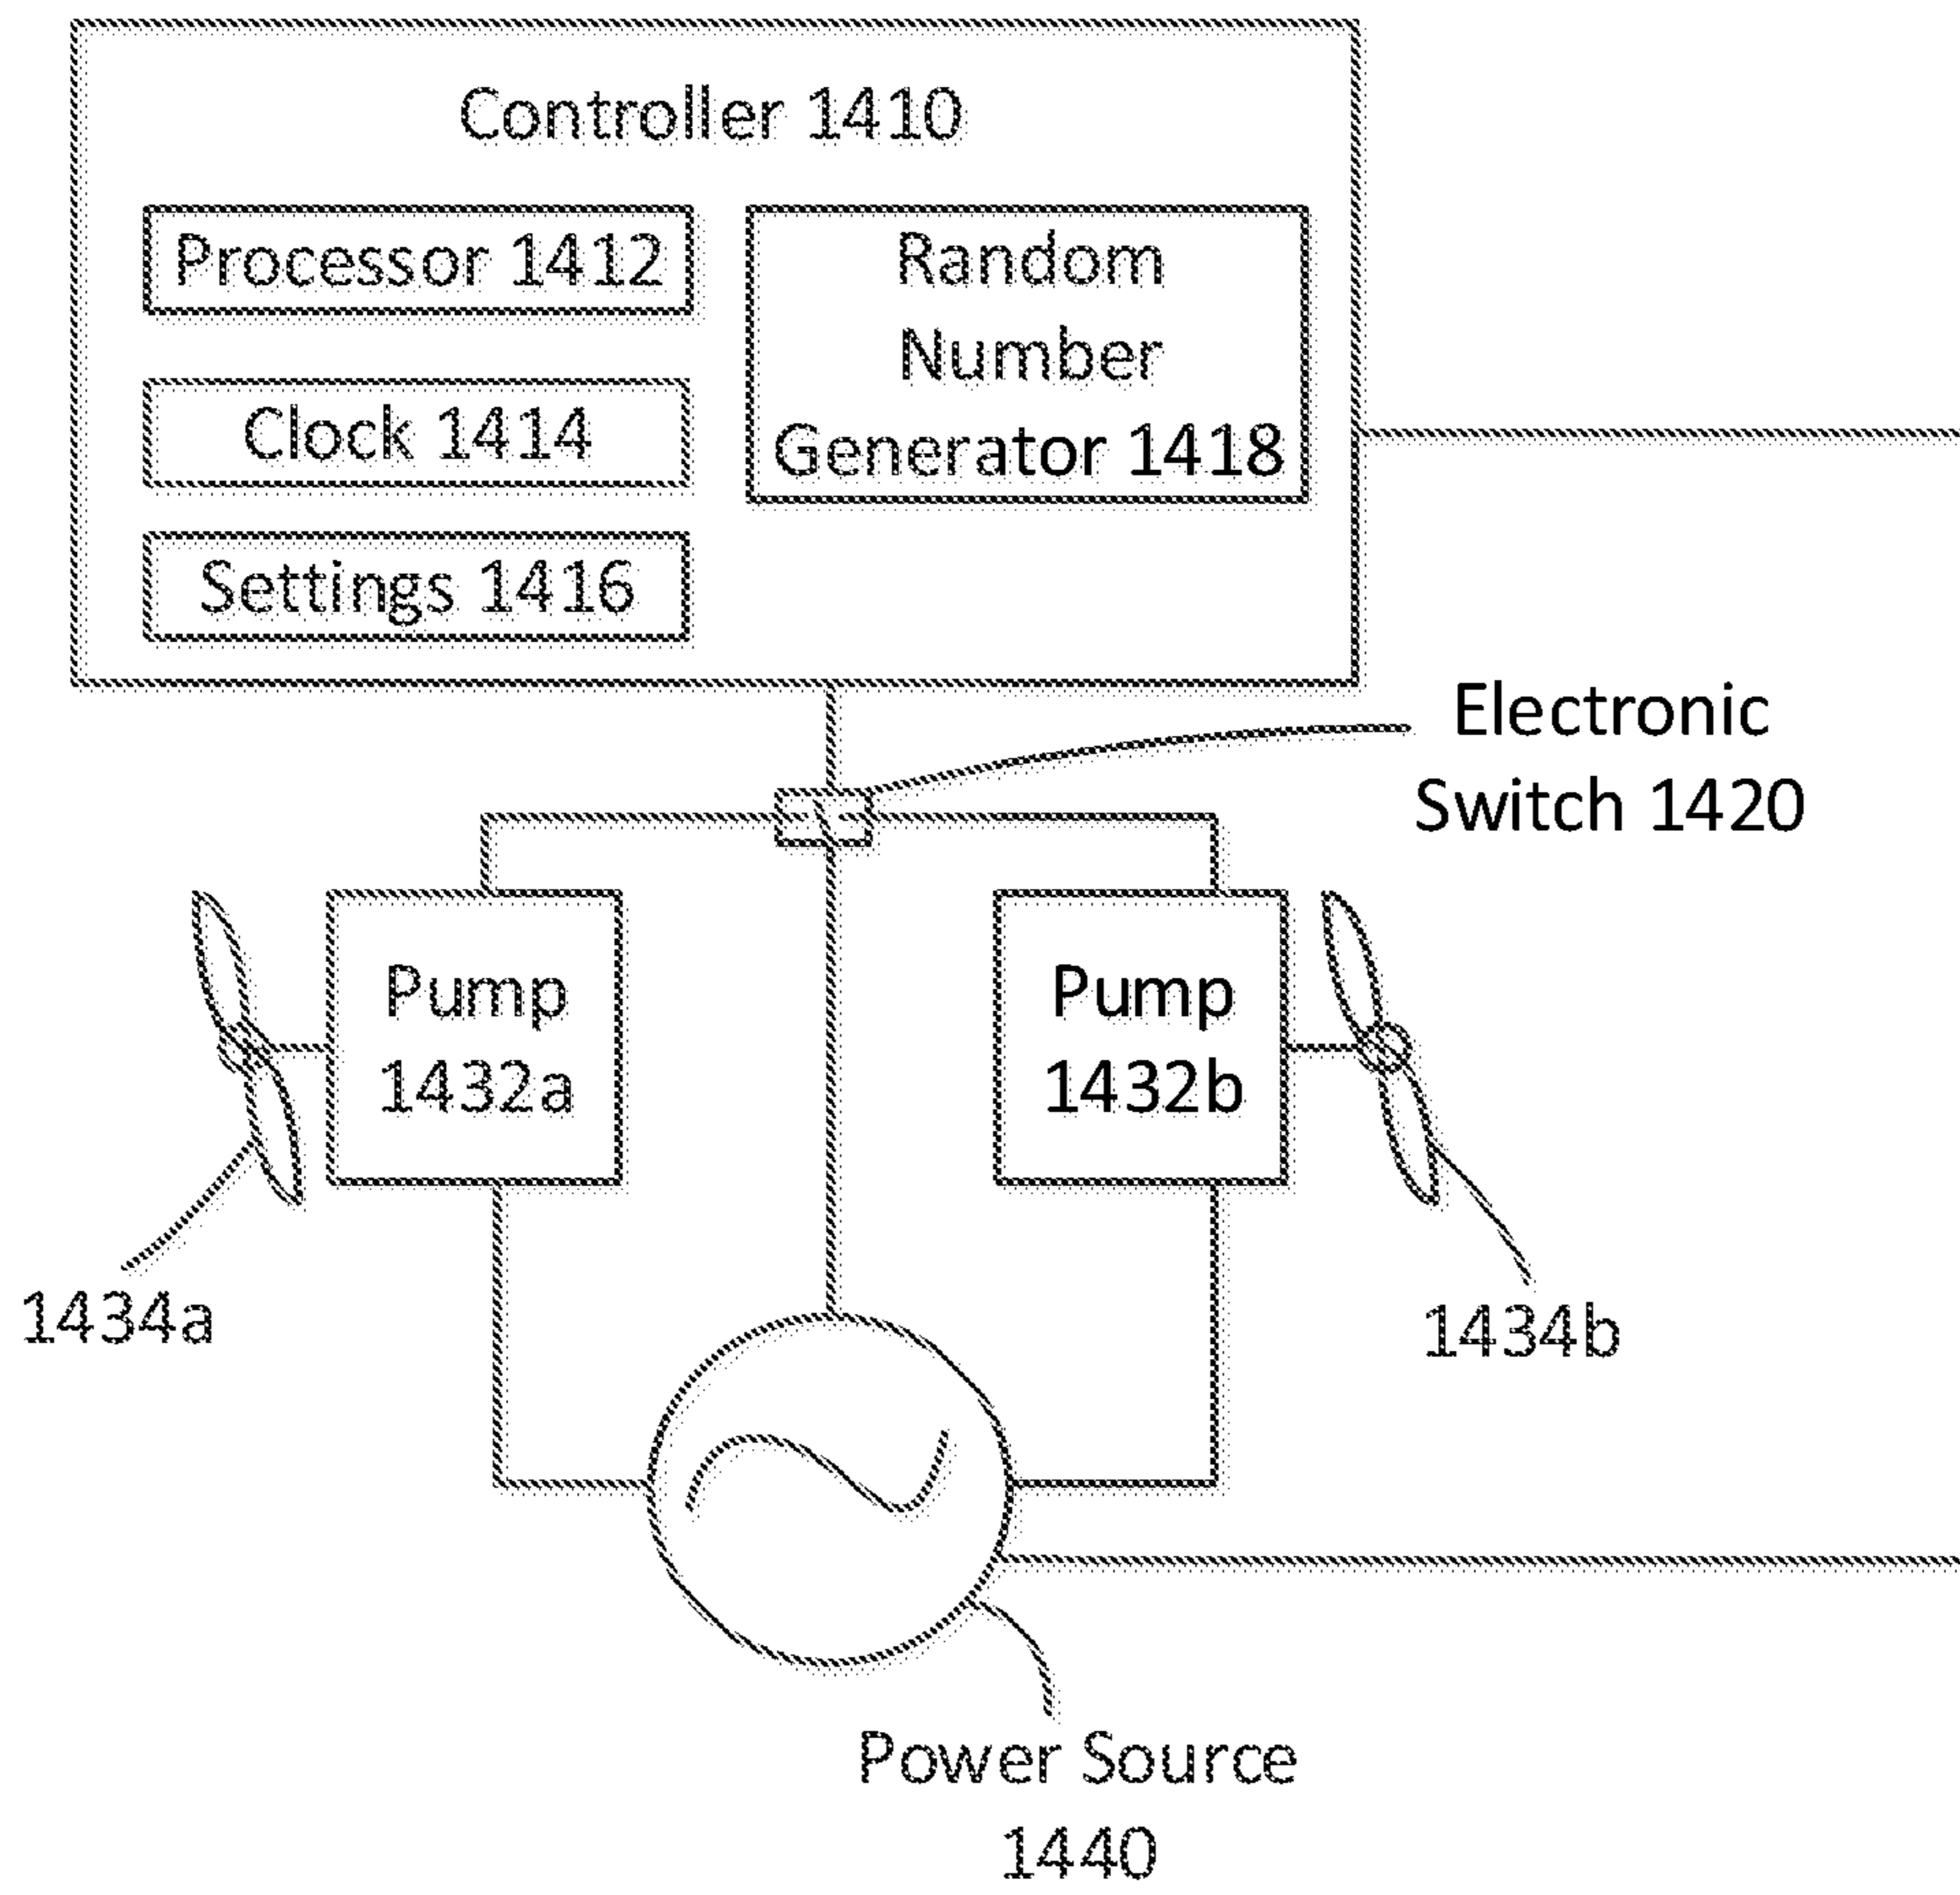 Controller 1410
Processor 1412
Random
Number
Generator 1418
Clock 1414
Settings 1416
Electronic
Switch 1420
Pump
1432a
Pump
1432b
1434a
1434b
Power Source
1440